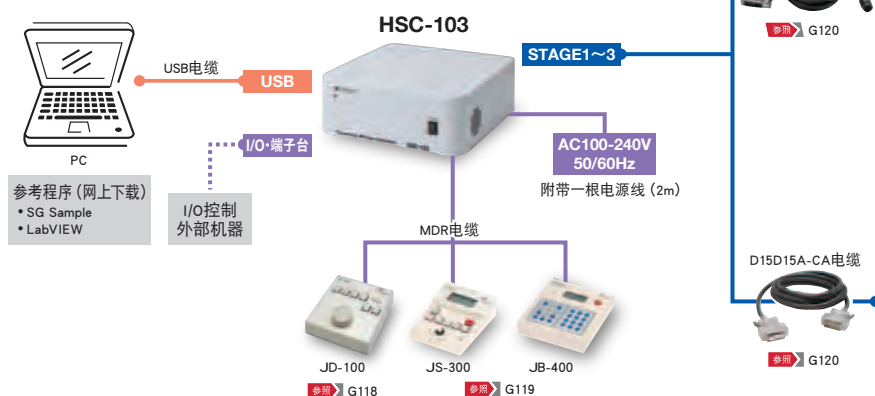 HSC-103
参照 G120
USB电缆
USB
STAGE1～3
I/O·端子台
AC100-240V
50/60Hz
附带一根电源线（2m）
PC
参考程序（网上下载）
• SG Sample
• LabVIEW
I/O控制
外部机器
MDR电缆
D15D15A-CA电缆
JD-100
JS-300
JB-400
参照 G120
参照 G118
参照 G119